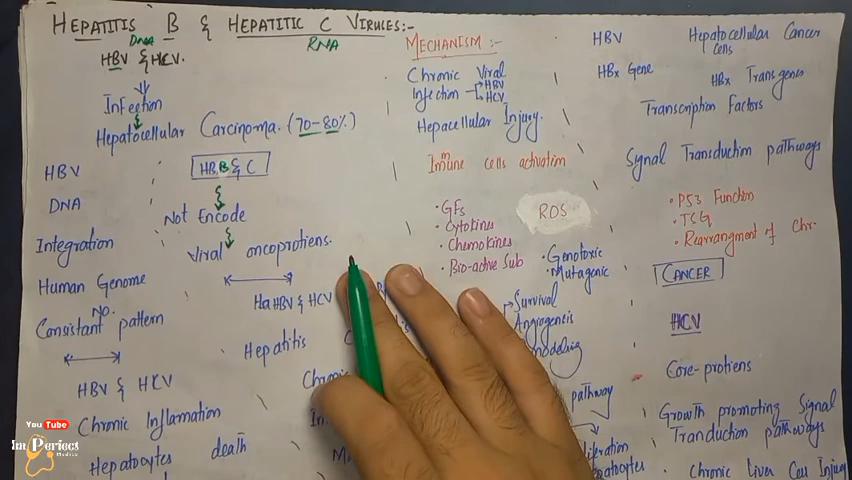 HEPATITIS B & HEPATITIC C VIRUSES:-
DNA
RNA
HBV & HCV.
Infection
Hepatocellular Carcinoma. (70-80%)
HBV
DNA
Integration
Human Genome
No.
Consistant pattern
HBV & HCV
Chronic Inflamation
Hepatocytes death
HB,B & C
Not Encode
Viral oncoprotiens.
HBV & HCV
Hepatitis
MECHANISM :-
Chronic Viral
Infection
HBV
HCV
Hepacellular Injury.
Immune cells activation
• GFs
• Cytokines
• Chemokines
• Bio-active Sub
ROS
• Genotoxic
• Mutagenic
Survival
Angiogenesis
pathway
HBV
Hepatocellular Cancer
Cells
HBx Gene
HBx Transgens
Transcription Factors
Signal Transduction pathways
• P53 Function
• TSG
• Rearrangment of Chr.
CANCER
HCV
Core-protiens
Growth promoting Signal
Tranduction pathways
• Chronic liver Cell Injury
YouTube
ImPerfect
Medico